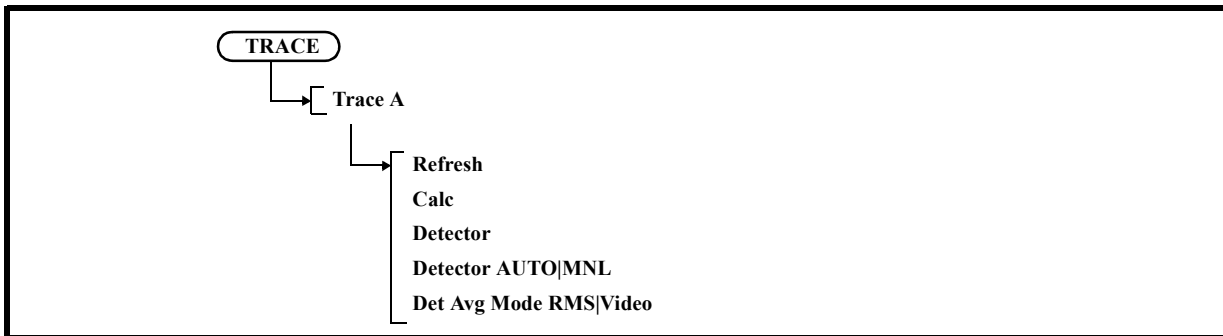 TRACE
Trace A
Refresh
Calc
Detector
Detector AUTO|MNL
Det Avg Mode RMS|Video